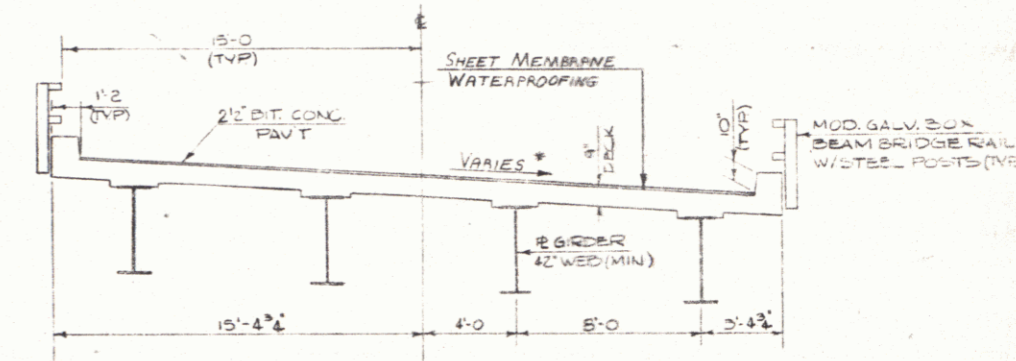 ℄
15'-0
(TYP)
SHEET MEMBRANE
WATERPROOFING
1'-2
(TYP)
2½" BIT. CONC.
PAV'T
10"
(TYP)
MOD. GALV. BOX
BEAM BRIDGE RAIL
W/STEEL POSTS (TYP
VARIES *
9"
DECK
℄ GIRDER
42" WEB (MIN)
15'-4¾"
4'-0
8'-0
3'-4¾"